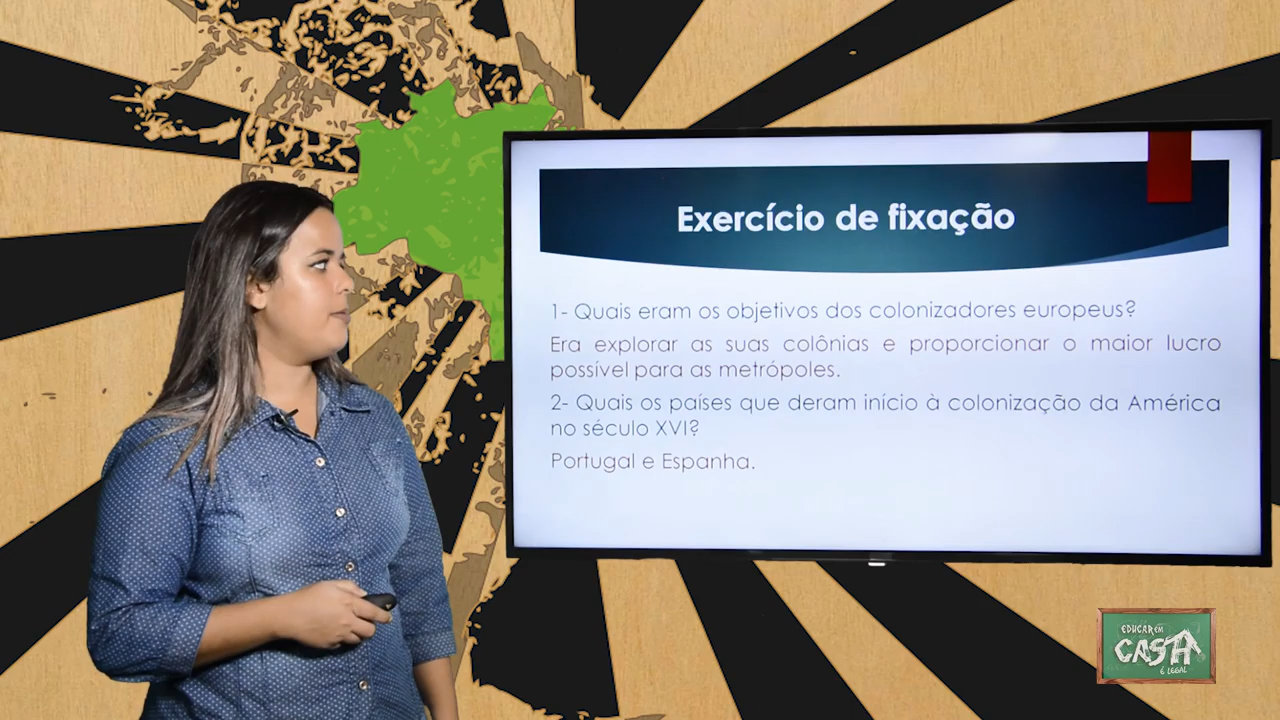 Exercício de fixação
1- Quais eram os objetivos dos colonizadores europeus?
Era explorar as suas colônias e proporcionar o maior lucro
possível para as metrópoles.
2- Quais os países que deram início à colonização da América
no século XVI?
Portugal e Espanha.
EDUCAR EM
CASA
É LEGAL